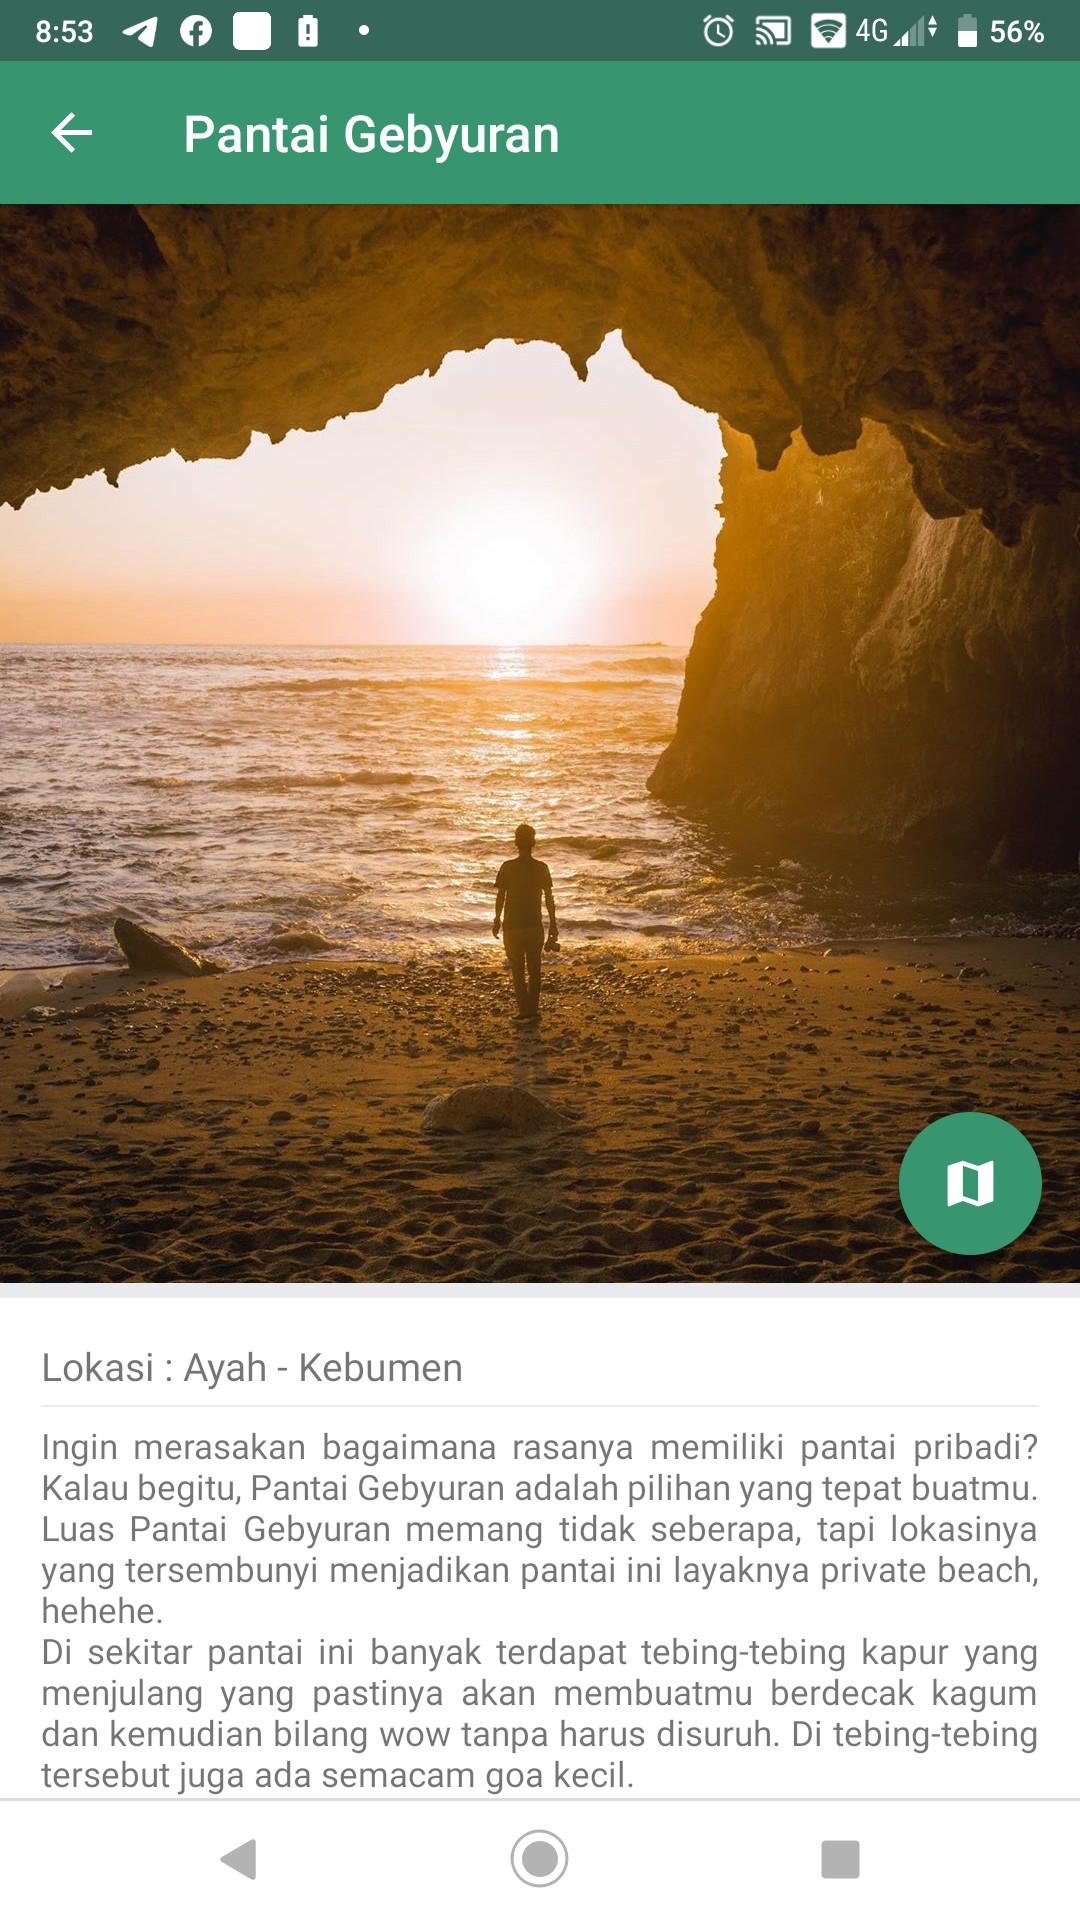 8:53
4G
56%
Pantai Gebyuran
Lokasi : Ayah - Kebumen
Ingin merasakan bagaimana rasanya memiliki pantai pribadi?
Kalau begitu, Pantai Gebyuran adalah pilihan yang tepat buatmu.
Luas Pantai Gebyuran memang tidak seberapa, tapi lokasinya
yang tersembunyi menjadikan pantai ini layaknya private beach,
hehehe.
Di sekitar pantai ini banyak terdapat tebing-tebing kapur yang
menjulang yang pastinya akan membuatmu berdecak kagum
dan kemudian bilang wow tanpa harus disuruh. Di tebing-tebing
tersebut juga ada semacam goa kecil.